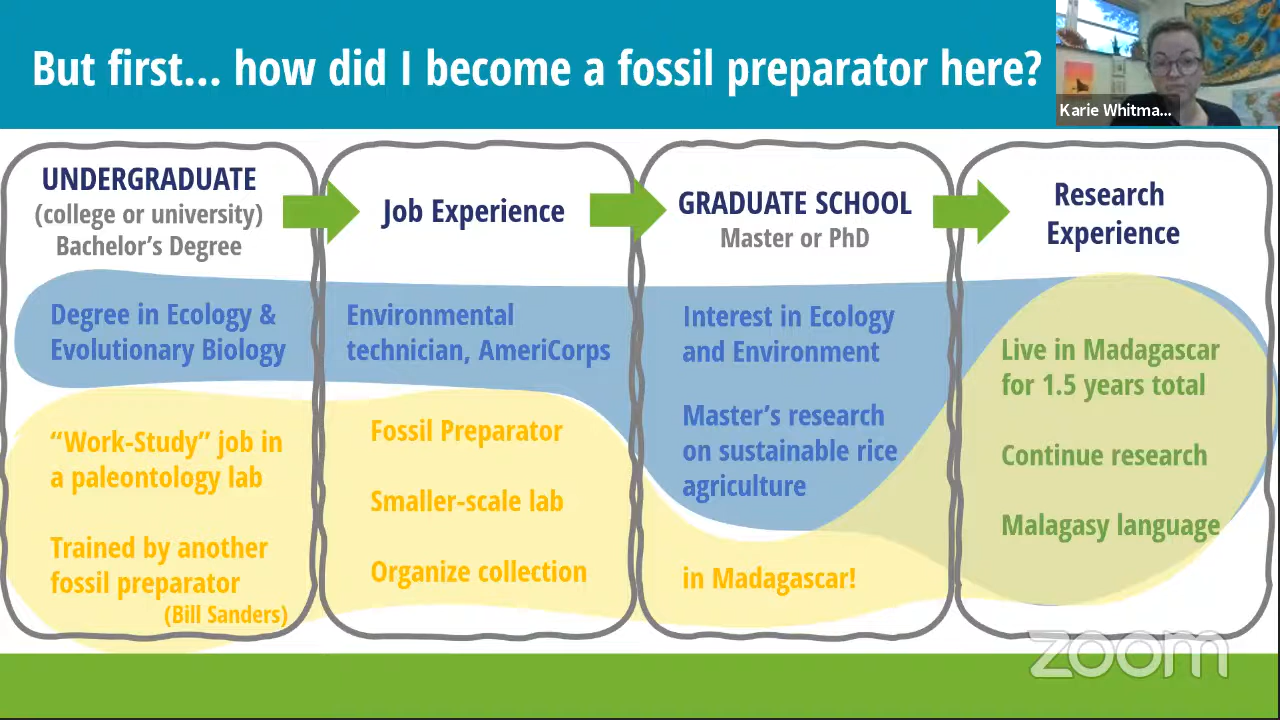 But first... how did I become a fossil preparator here?
Karie Whitma...
UNDERGRADUATE
(college or university)
Bachelor's Degree
Degree in Ecology &
Evolutionary Biology
"Work-Study" job in
a paleontology lab
Trained by another
fossil preparator
(Bill Sanders)
Job Experience
Environmental
technician, AmeriCorps
Fossil Preparator
Smaller-scale lab
Organize collection
GRADUATE SCHOOL
Master or PhD
Interest in Ecology
and Environment
Master's research
on sustainable rice
agriculture
in Madagascar!
Research
Experience
Live in Madagascar
for 1.5 years total
Continue research
Malagasy language
zoom